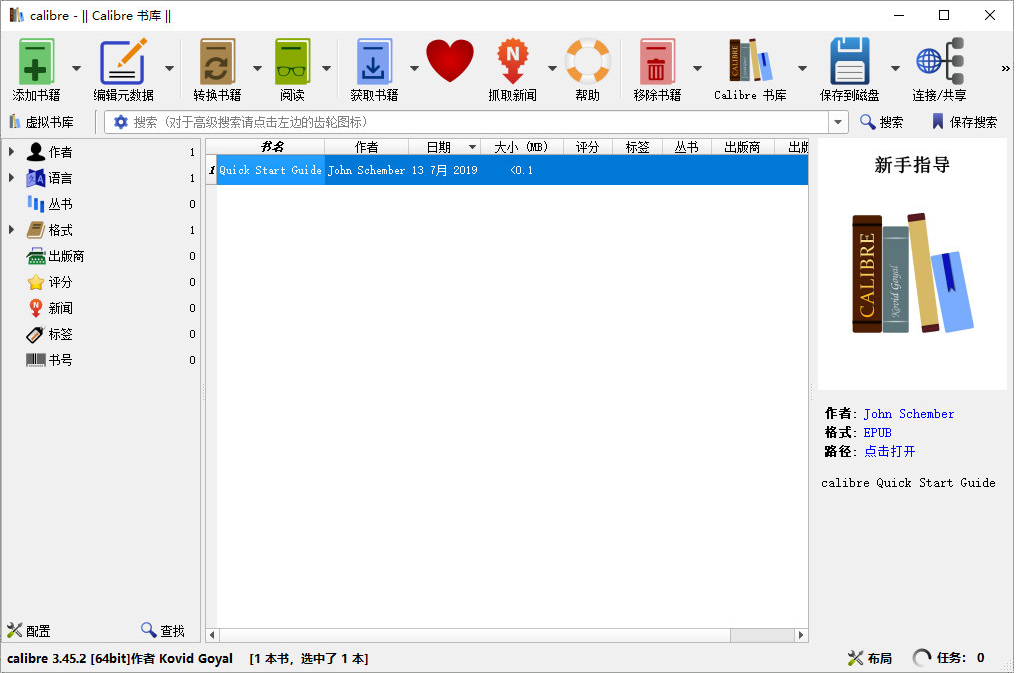 calibre - || Calibre 书库 ||
添加书籍 编辑元数据 转换书籍 阅读 获取书籍 抓取新闻 帮助 移除书籍 Calibre 书库 保存到磁盘 连接/共享 »
虚拟书库 搜索（对于高级搜索请点击左边的齿轮图标） 搜索 保存搜索
作者 1
语言 1
丛书 0
格式 1
出版商 0
评分 0
新闻 0
标签 0
书号 0
书名 作者 日期 大小 (MB) 评分 标签 丛书 出版商 出版
1 Quick Start Guide John Schember 13 7月 2019 <0.1
新手指导
CALIBRE
Kovid Goyal
作者: John Schember
格式: EPUB
路径: 点击打开
calibre Quick Start Guide
配置 查找
calibre 3.45.2 [64bit]作者 Kovid Goyal [1 本书，选中了 1 本] 布局 任务: 0